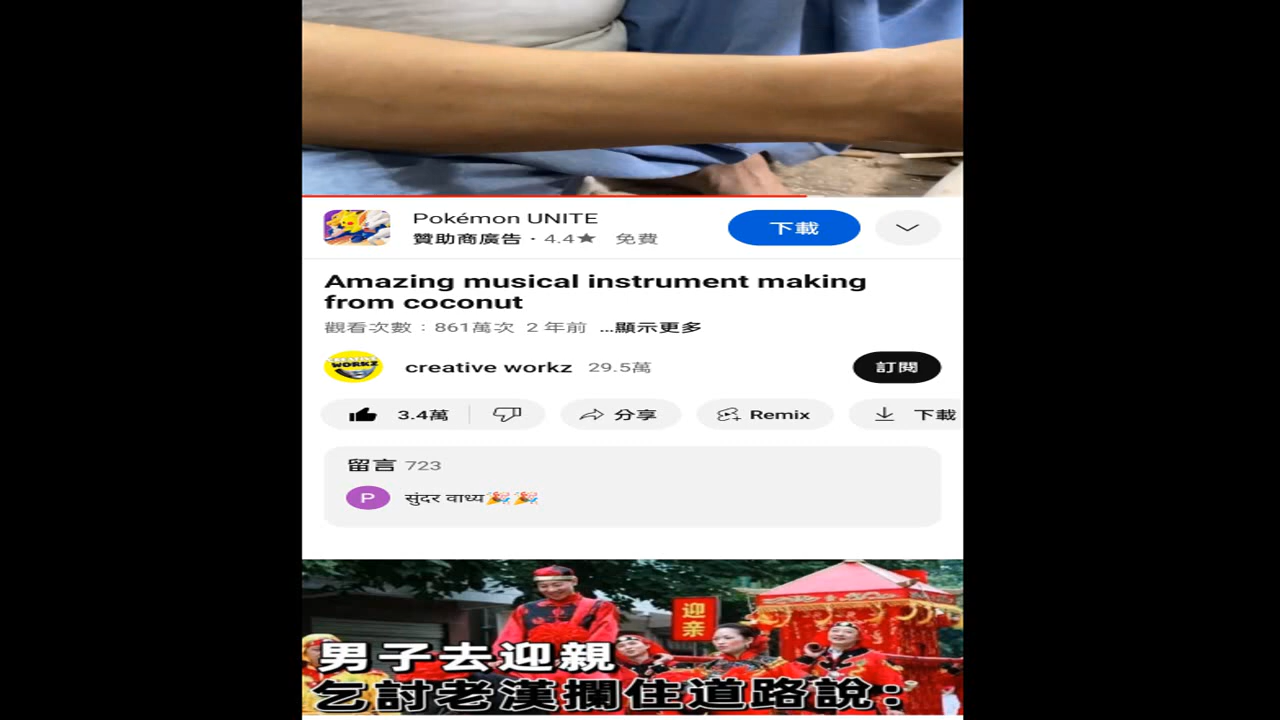 Pokémon UNITE
贊助商廣告・4.4★ 免費
下載
Amazing musical instrument making
from coconut
觀看次數：861萬次 2 年前 ...顯示更多
WORKZ
creative workz 29.5萬
訂閱
3.4萬
分享
Remix
下載
留言 723
P
सुंदर वाध्य🎉🎉
迎亲
男子去迎親
乞討老漢攔住道路說：